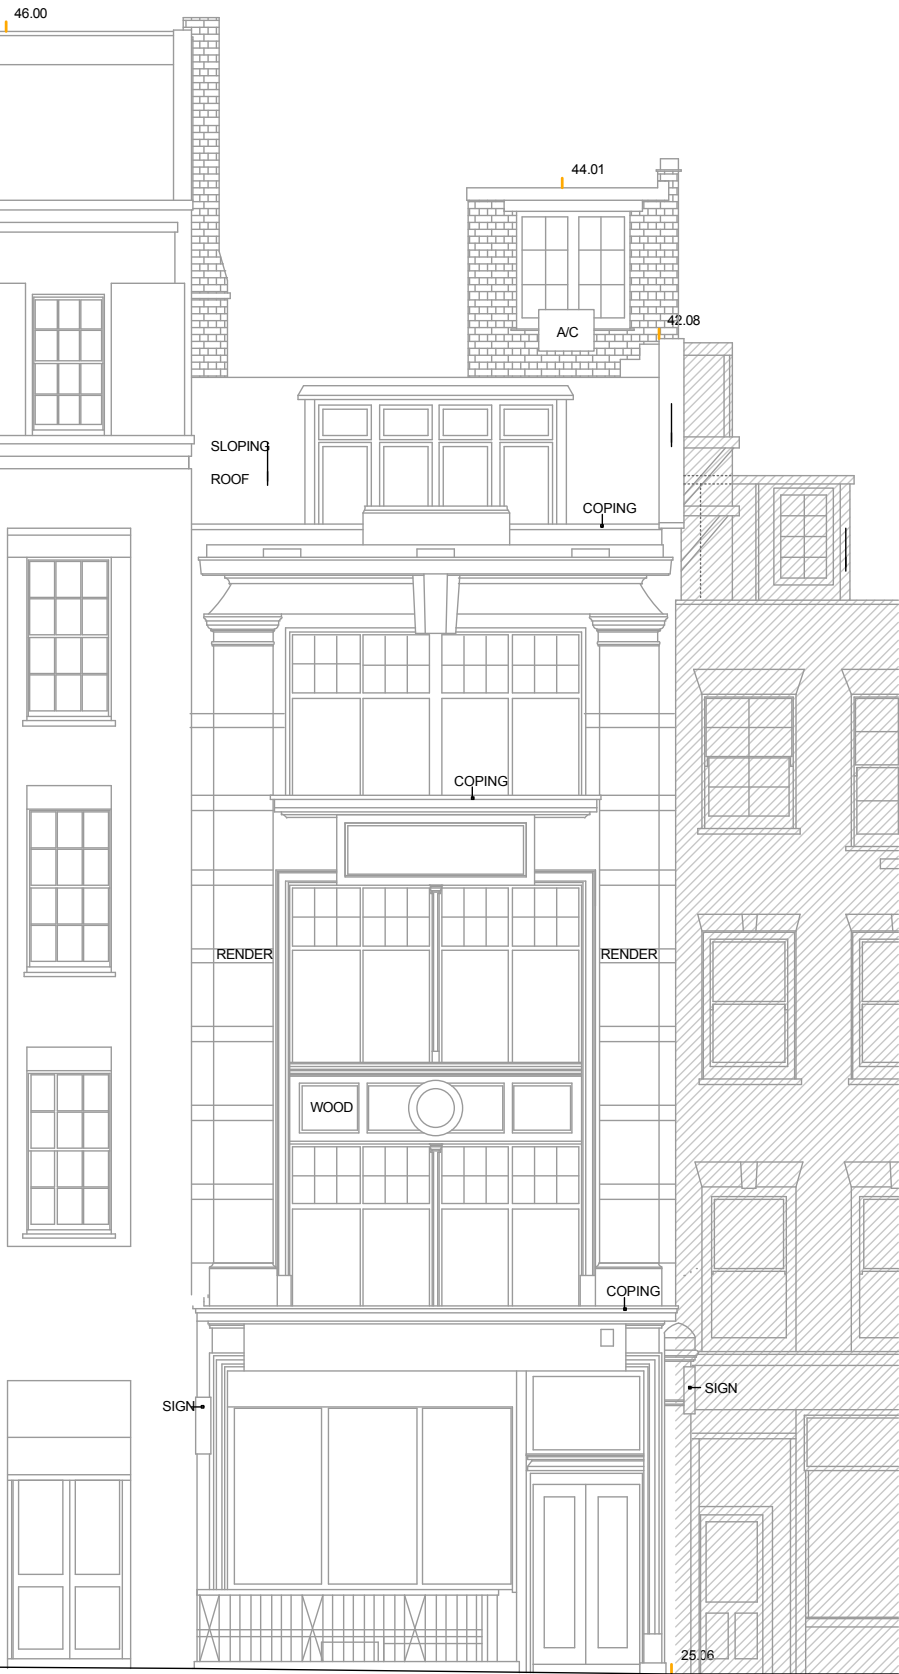 46.00
44.01
A/C
42.08
SLOPING
ROOF
COPING
COPING
RENDER
RENDER
WOOD
COPING
SIGN
SIGN
25.06